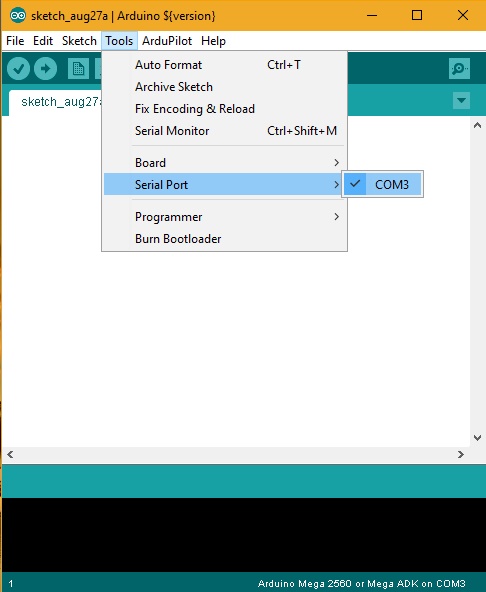 sketch_aug27a | Arduino ${version}
File Edit Sketch Tools ArduPilot Help
sketch_aug27a
Auto Format Ctrl+T
Archive Sketch
Fix Encoding & Reload
Serial Monitor Ctrl+Shift+M
Board
Serial Port
COM3
Programmer
Burn Bootloader
1 Arduino Mega 2560 or Mega ADK on COM3